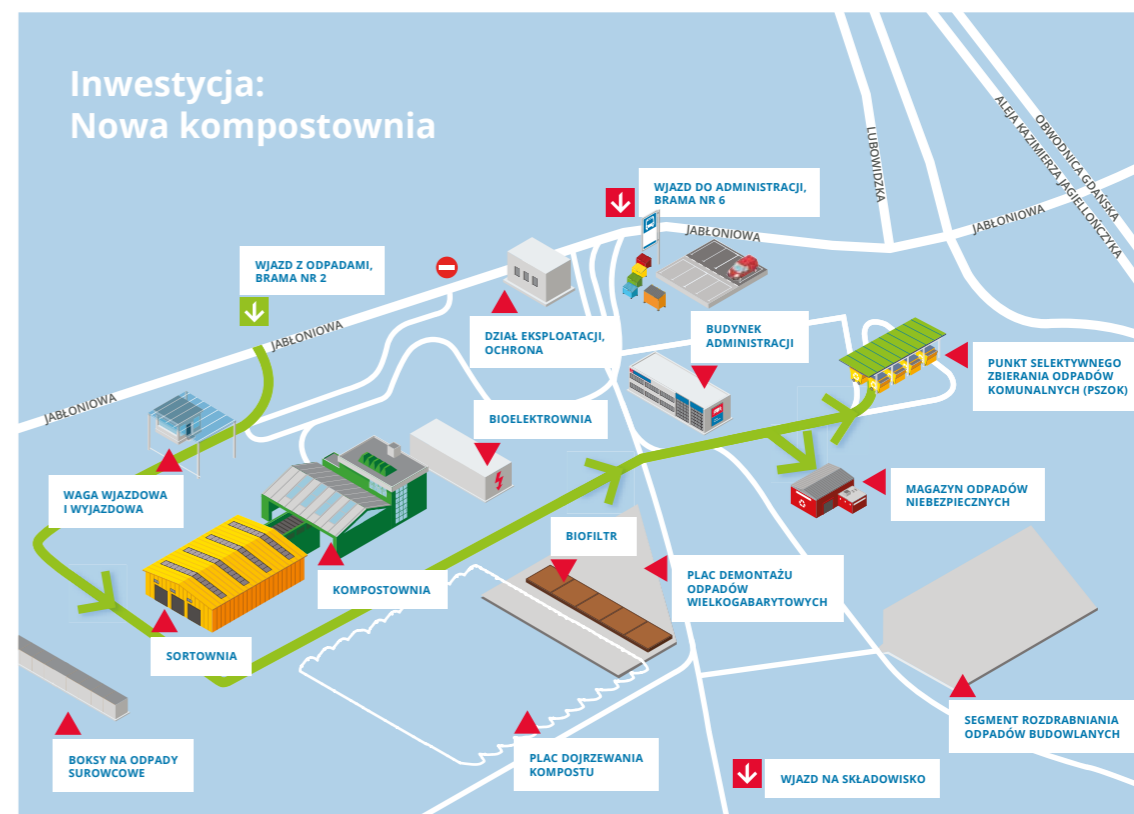 Inwestycja:
Nowa kompostownia
LUBOWIDZKA
OBWODNICA GDAŃSKA
ALEJA KAZIMIERZA JAGIELLOŃCZYKA
WJAZD DO ADMINISTRACJI,
BRAMA NR 6
JABŁONIOWA
JABŁONIOWA
WJAZD Z ODPADAMI,
BRAMA NR 2
JABŁONIOWA
DZIAŁ EKSPLOATACJI,
OCHRONA
BUDYNEK
ADMINISTRACJI
PUNKT SELEKTYWNEGO
ZBIERANIA ODPADÓW
KOMUNALNYCH (PSZOK)
JABŁONIOWA
BIOELEKTROWNIA
WAGA WJAZDOWA
I WYJAZDOWA
MAGAZYN ODPADÓW
NIEBEZPIECZNYCH
BIOFILTR
KOMPOSTOWNIA
PLAC DEMONTAŻU
ODPADÓW
WIELKOGABARYTOWYCH
SORTOWNIA
SEGMENT ROZDRABNIANIA
ODPADÓW BUDOWLANYCH
BOKSY NA ODPADY
SUROWCOWE
PLAC DOJRZEWANIA
KOMPOSTU
WJAZD NA SKŁADOWISKO